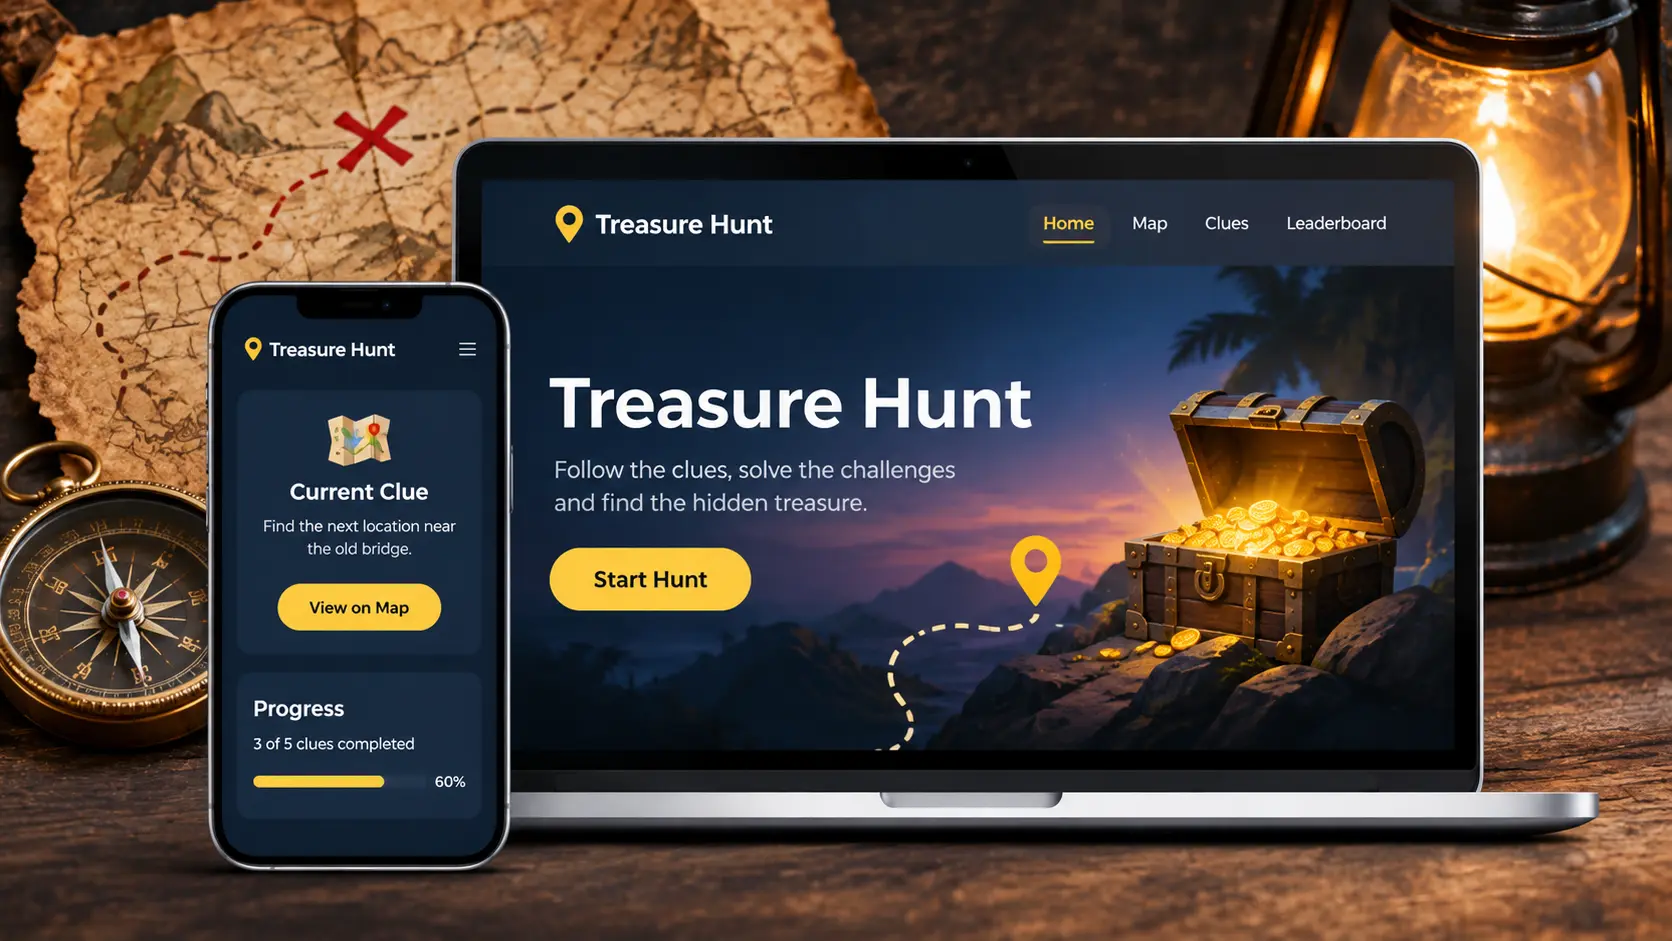 Treasure Hunt
Home
Map
Clues
Leaderboard
Treasure Hunt
Follow the clues, solve the challenges
and find the hidden treasure.
Start Hunt
Treasure Hunt
Current Clue
Find the next location near
the old bridge.
View on Map
Progress
3 of 5 clues completed
60%